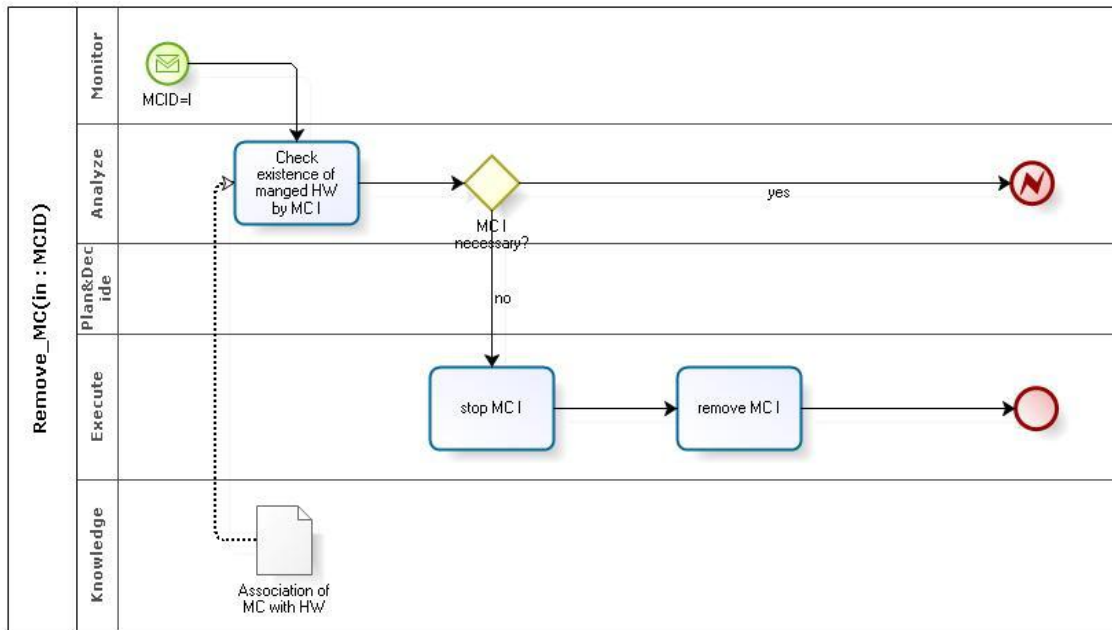 Remove_MC(in : MCID)
Monitor
MCID=I
Analyze
Check
existence of
manged HW
by MC I
MC I
necessary?
yes
Plan&Dec
ide
no
Execute
stop MC I
remove MC I
Knowledge
Association of
MC with HW